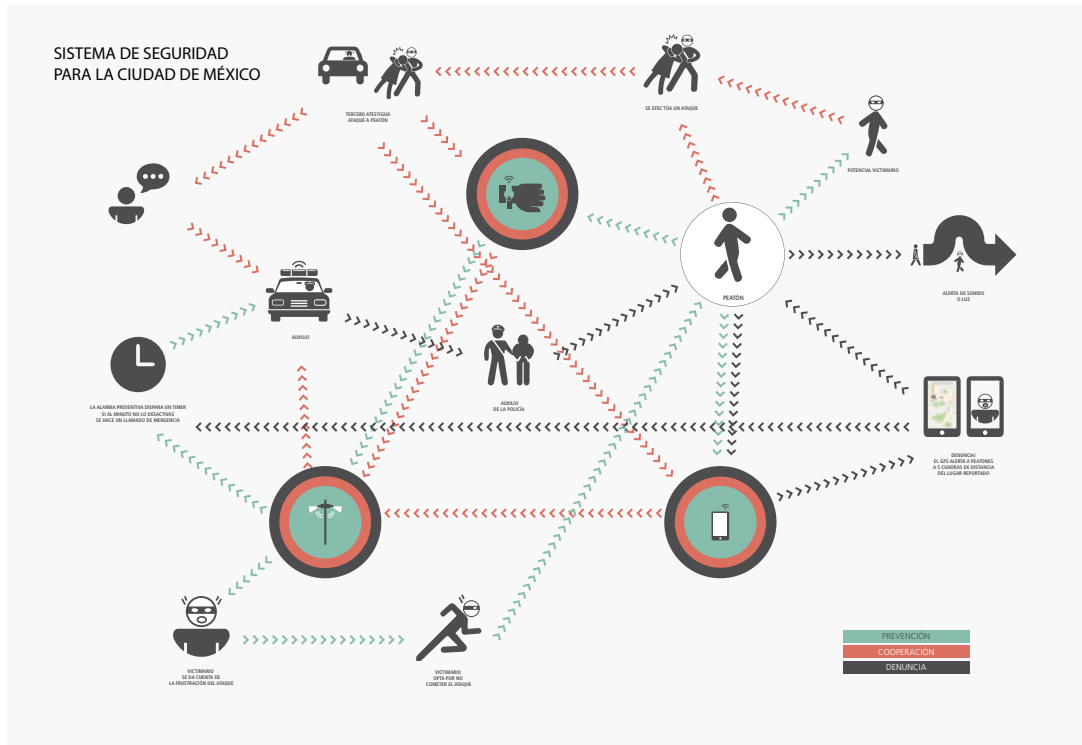 SISTEMA DE SEGURIDAD
PARA LA CIUDAD DE MÉXICO
TERCERO ATESTIGUA
ATAQUE A PEATÓN
SE EFECTÚA UN ATAQUE
POTENCIAL VICTIMARIO
PEATÓN
ALERTA DE SONIDO
O LUZ
AUXILIO
AUXILIO
DE LA POLICÍA
LA ALARMA PREVENTIVA DISPARA UN TIMER
SI AL MINUTO NO LO DESACTIVAS
SE HACE UN LLAMADO DE MERGENCIA
DENUNCIA/
EL GPS ALERTA A PEATONES
A 5 CUADRAS DE DISTANCIA
DEL LUGAR REPORTADO
VICTIMARIO
SE DA CUENTA DE
LA FRUSTRACIÓN DEL ATAQUE
VICTIMARIO
OPTA POR NO
COMETER EL ATAQUE
PREVENCIÓN
COOPERACIÓN
DENUNCIA